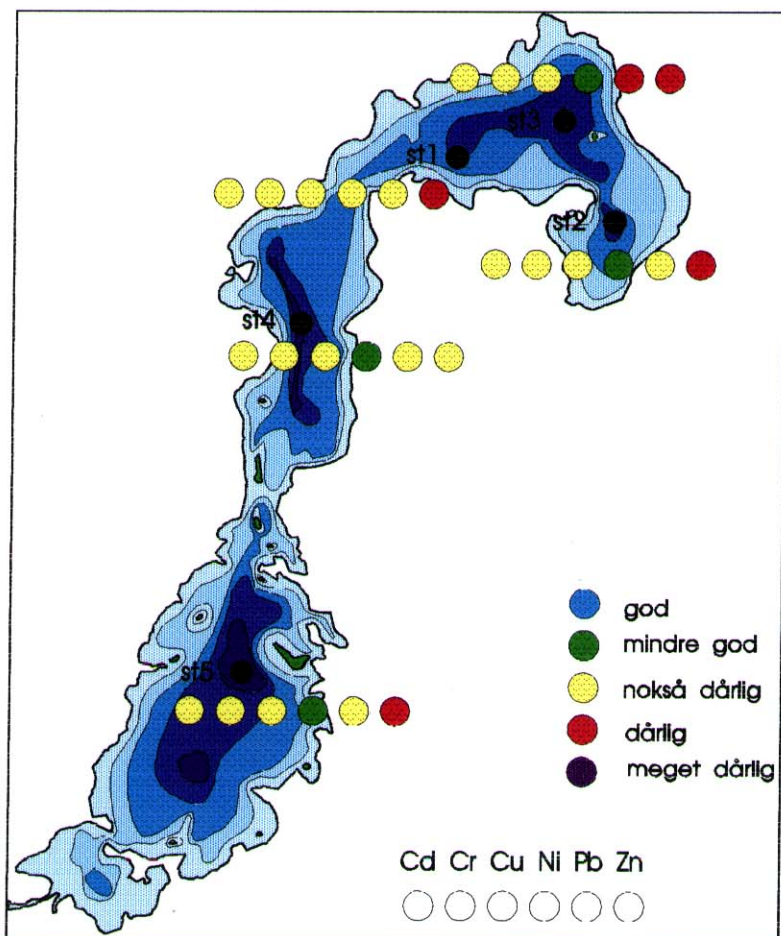 st3
st1
st2
st4
st5
god
mindre god
nokså dårlig
dårlig
meget dårlig
Cd Cr Cu Ni Pb Zn